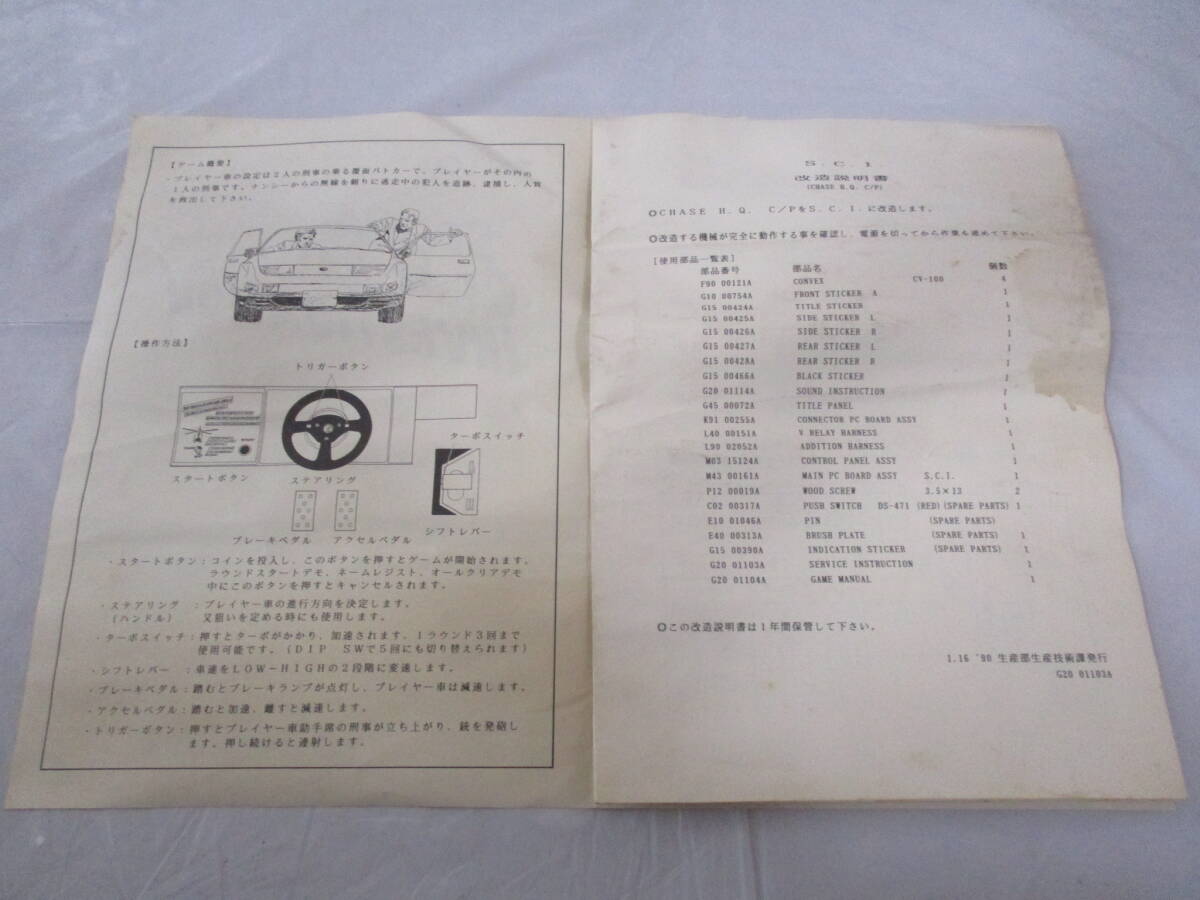 【ゲーム概要】
・プレイヤー車の設定は2人の刑事の乗る覆面パトカーで、プレイヤーがその内の
1人の刑事です。ナンシーからの無線を頼りに逃走中の犯人を追跡、逮捕し、人質
を救出して下さい。
【操作方法】
トリガーボタン
ターボスイッチ
スタートボタン
ステアリング
シフトレバー
ブレーキペダル
アクセルペダル
・スタートボタン:コインを投入し、このボタンを押すとゲームが開始されます。
ラウンドスタートデモ、ネームレジスト、オールクリアデモ
中にこのボタンを押すとキャンセルされます。
・ステアリング :プレイヤー車の進行方向を決定します。
(ハンドル) 又狙いを定める時にも使用します。
・ターボスイッチ:押すとターボがかかり、加速されます。1ラウンド3回まで
使用可能です。(DIP SWで5回にも切り替えられます)
・シフトレバー :車速をLOW-HIGHの2段階に変速します。
・ブレーキペダル:踏むとブレーキランプが点灯し、プレイヤー車は減速します。
・アクセルペダル:踏むと加速、離すと減速します。
・トリガーボタン:押すとプレイヤー車助手席の刑事が立ち上がり、銃を発砲し
ます。押し続けると連射します。
S.C.I
改造説明書
(CHASE H.Q. C/P)
○CHASE H.Q. C/PをS.C.I.に改造します。
○改造する機械が完全に動作する事を確認し、電源を切ってから作業を進めて下さい。
[使用部品一覧表]
部品番号 部品名 個数
F90 00121A CONVEX CV-100 4
G10 00754A FRONT STICKER A 1
G15 00424A TITLE STICKER 1
G15 00425A SIDE STICKER L 1
G15 00426A SIDE STICKER R 1
G15 00427A REAR STICKER L 1
G15 00428A REAR STICKER R 1
G15 00466A BLACK STICKER 1
G20 01114A SOUND INSTRUCTION 1
G45 00072A TITLE PANEL 1
K91 00255A CONNECTOR PC BOARD ASSY 1
L40 00151A V RELAY HARNESS 1
L90 02052A ADDITION HARNESS 1
M03 15124A CONTROL PANEL ASSY 1
M43 00161A MAIN PC BOARD ASSY S.C.I. 1
P12 00019A WOOD SCREW 3.5×13 2
C02 00317A PUSH SWITCH DS-471 (RED)(SPARE PARTS) 1
E10 01046A PIN (SPARE PARTS)
E40 00313A BRUSH PLATE (SPARE PARTS) 1
G15 00390A INDICATION STICKER (SPARE PARTS) 1
G20 01103A SERVICE INSTRUCTION 1
G20 01104A GAME MANUAL 1
○この改造説明書は1年間保管して下さい。
1.16 '90 生産部生産技術課発行
G20 01103A